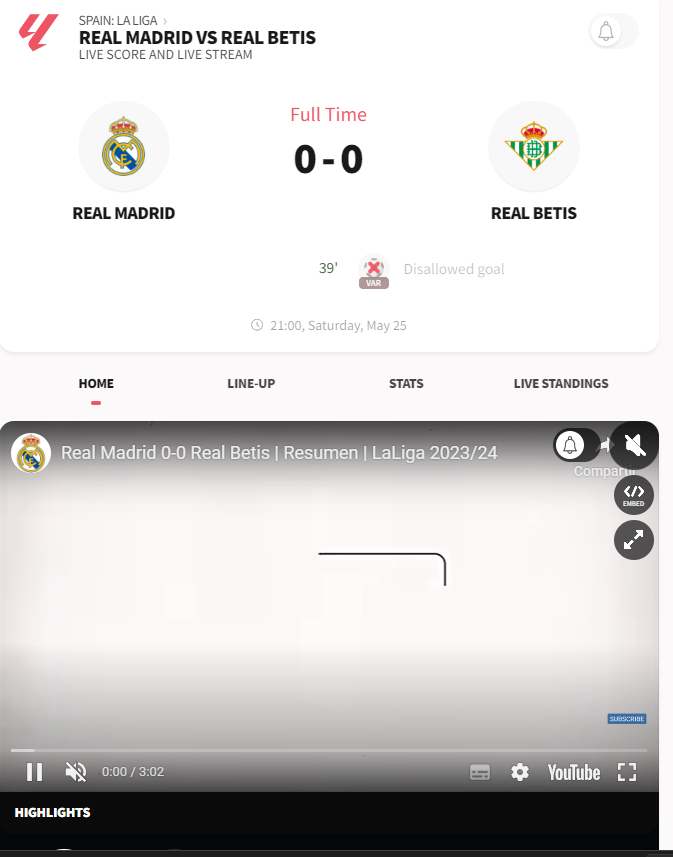 SPAIN: LA LIGA ›
REAL MADRID VS REAL BETIS
LIVE SCORE AND LIVE STREAM
Full Time
0 - 0
REAL MADRID
REAL BETIS
39'
VAR
Disallowed goal
21:00, Saturday, May 25
HOME
LINE-UP
STATS
LIVE STANDINGS
Real Madrid 0-0 Real Betis | Resumen | LaLiga 2023/24
Compartir
EMBED
SUBSCRIBE
0:00 / 3:02
YouTube
HIGHLIGHTS